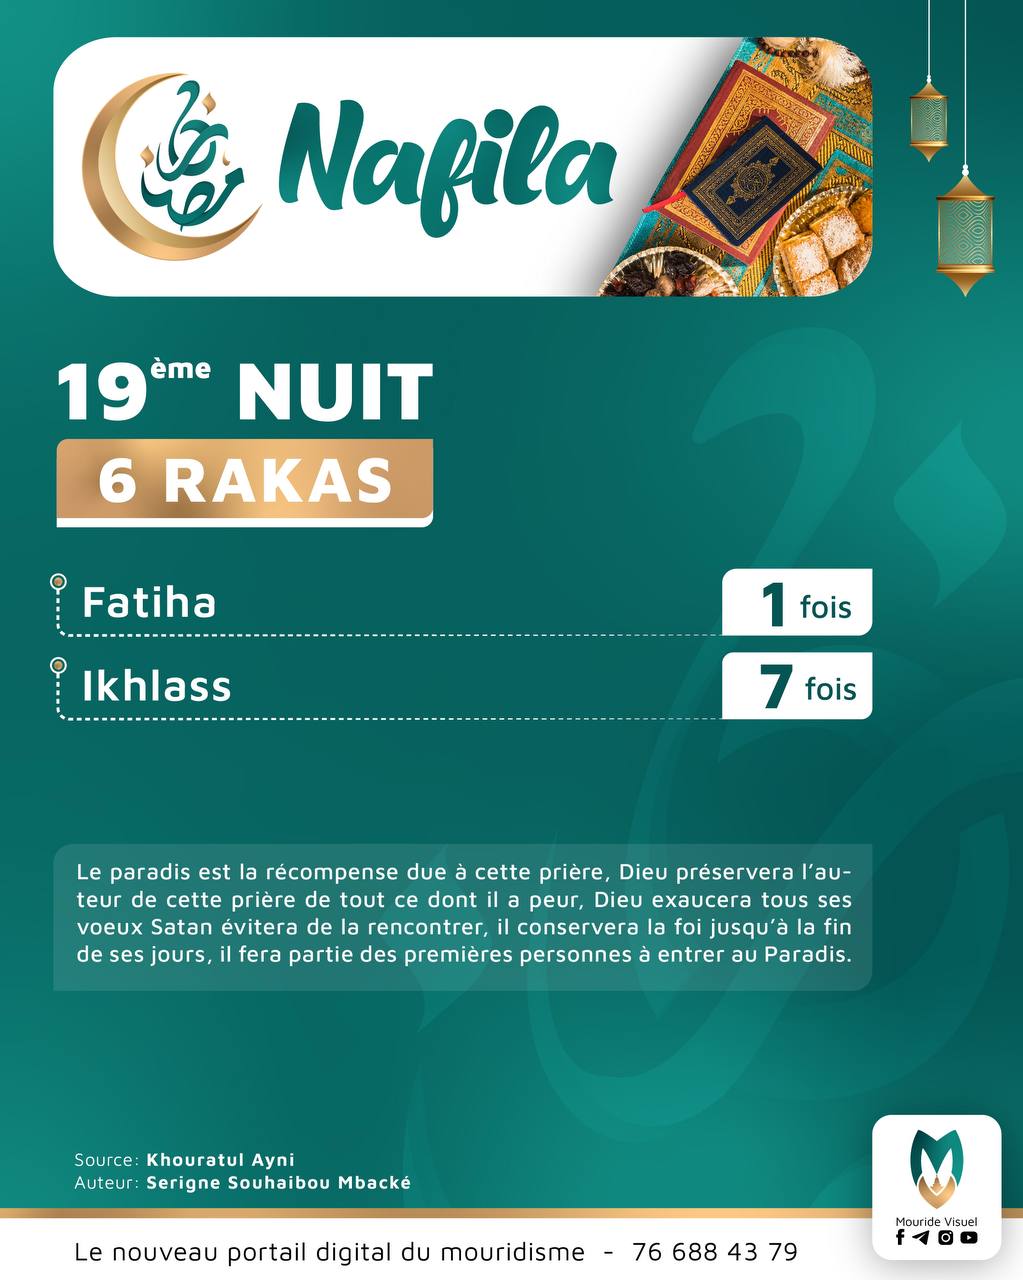 رمضان
Nafila
19ème NUIT
6 RAKAS
Fatiha 1 fois
Ikhlass 7 fois
Le paradis est la récompense due à cette prière, Dieu préservera l’au-
teur de cette prière de tout ce dont il a peur, Dieu exaucera tous ses
voeux Satan évitera de la rencontrer, il conservera la foi jusqu’à la fin
de ses jours, il fera partie des premières personnes à entrer au Paradis.
Source: Khouratul Ayni
Auteur: Serigne Souhaibou Mbacké
Mouride Visuel
Le nouveau portail digital du mouridisme - 76 688 43 79